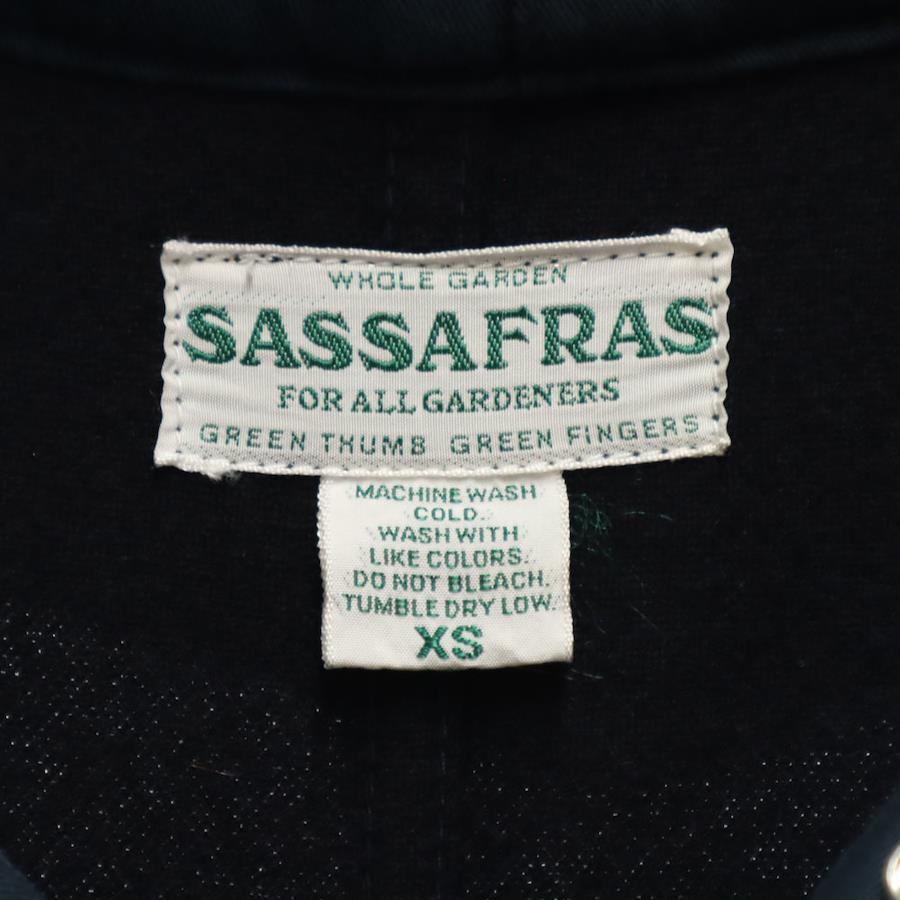 WHOLE GARDEN
SASSAFRAS
FOR ALL GARDENERS
GREEN THUMB GREEN FINGERS
MACHINE WASH
COLD.
WASH WITH
LIKE COLORS.
DO NOT BLEACH.
TUMBLE DRY LOW.
XS